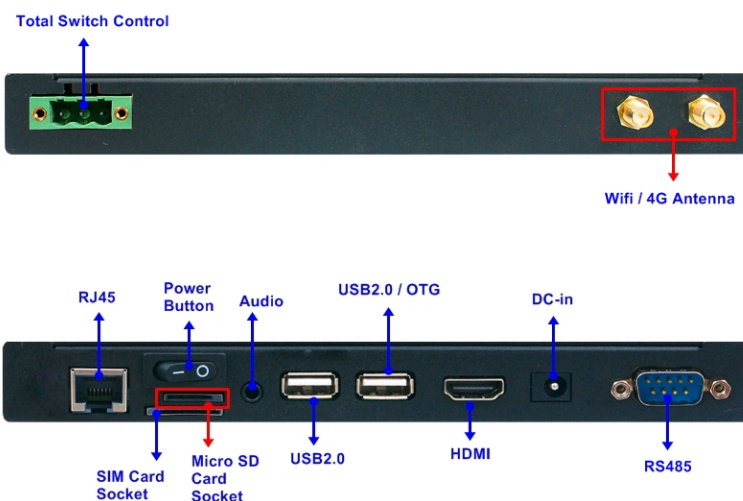 Total Switch Control
Wifi / 4G Antenna
RJ45
Power
Button
Audio
USB2.0 / OTG
DC-in
SIM Card
Socket
Micro SD
Card
Socket
USB2.0
HDMI
RS485